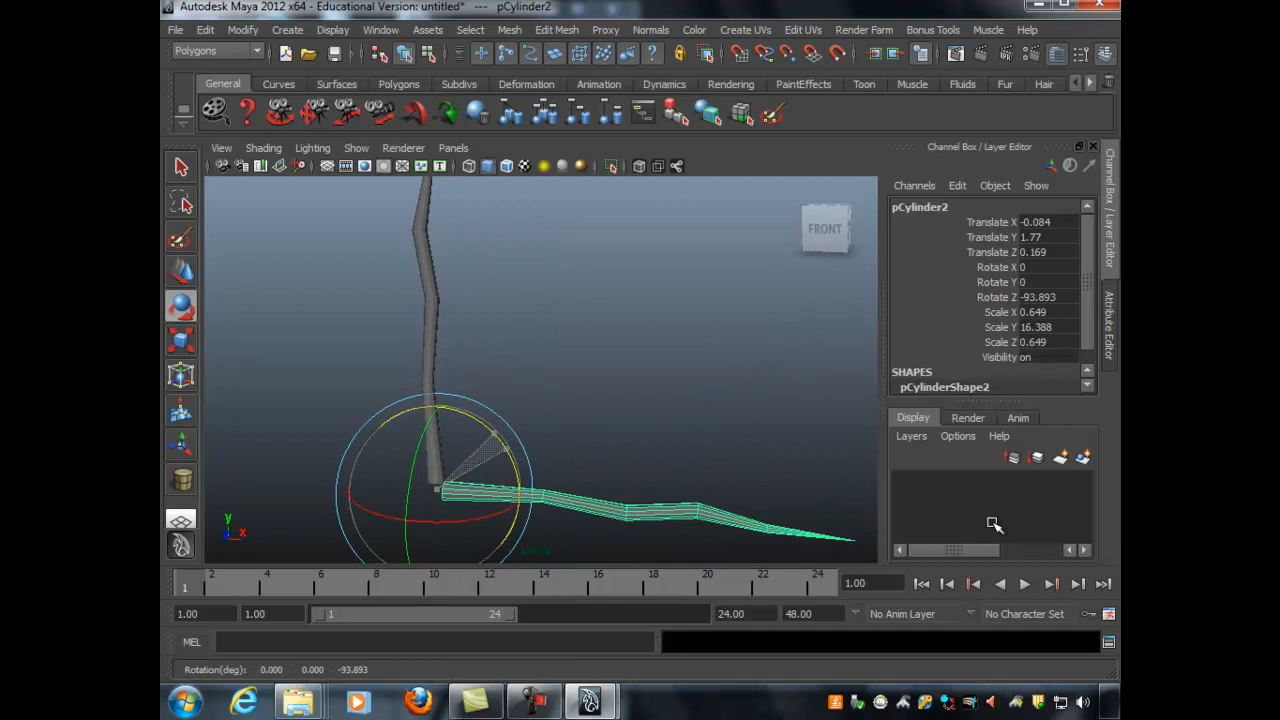 Autodesk Maya 2012 x64 - Educational Version: untitled* --- pCylinder2
File Edit Modify Create Display Window Assets Select Mesh Edit Mesh Proxy Normals Color Create UVs Edit UVs Render Farm Bonus Tools Muscle Help
Polygons
General Curves Surfaces Polygons Subdivs Deformation Animation Dynamics Rendering PaintEffects Toon Muscle Fluids Fur Hair
View Shading Lighting Show Renderer Panels
Channel Box / Layer Editor
Channels Edit Object Show
pCylinder2
Translate X -0.084
Translate Y 1.77
Translate Z 0.169
Rotate X 0
Rotate Y 0
Rotate Z -93.893
Scale X 0.649
Scale Y 16.388
Scale Z 0.649
Visibility on
SHAPES
pCylinderShape2
Display Render Anim
Layers Options Help
Channel Box / Layer Editor
Attribute Editor
FRONT
y
x
1 2 4 6 8 10 12 14 16 18 20 22 24 1.00
1.00 1.00 1 24 24.00 48.00 No Anim Layer No Character Set
MEL
Rotation(deg): 0.000 0.000 -93.893